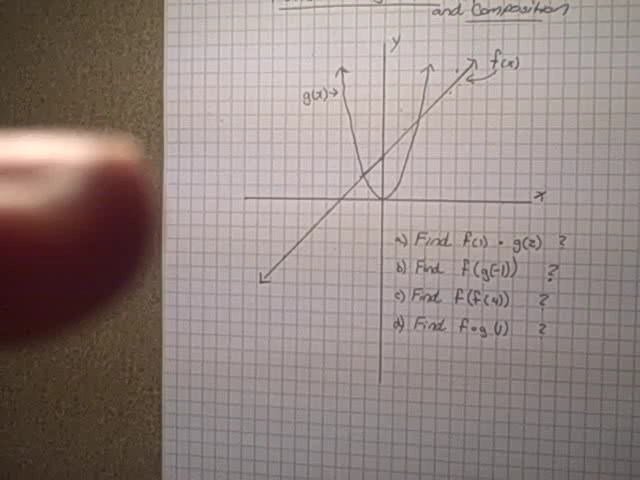 and Composition
y
f(x)
g(x)→
x
a) Find f(1) · g(2) ?
b) Find f(g(-1)) ?
c) Find f(f(4)) ?
d) Find f∘g(1) ?